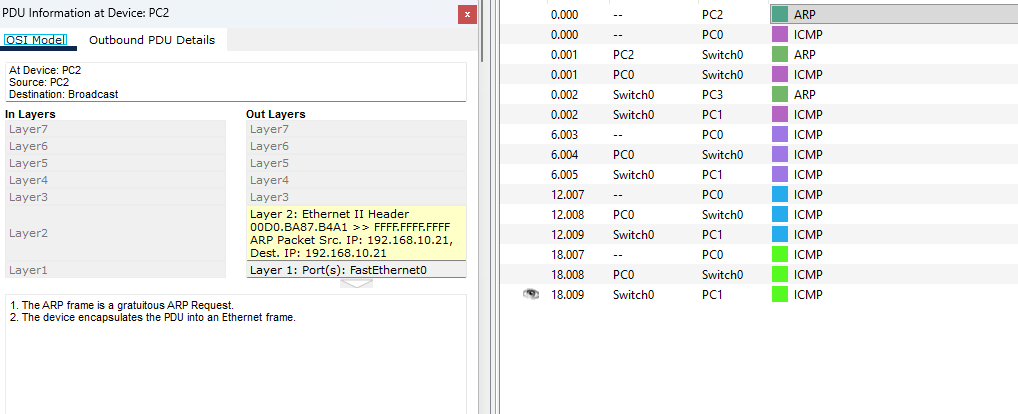 PDU Information at Device: PC2
x
OSI Model Outbound PDU Details
At Device: PC2
Source: PC2
Destination: Broadcast
In Layers Out Layers
Layer7 Layer7
Layer6 Layer6
Layer5 Layer5
Layer4 Layer4
Layer3 Layer3
Layer2
Layer 2: Ethernet II Header
00D0.BA87.B4A1 >> FFFF.FFFF.FFFF
ARP Packet Src. IP: 192.168.10.21,
Dest. IP: 192.168.10.21
Layer1 Layer 1: Port(s): FastEthernet0
1. The ARP frame is a gratuitous ARP Request.
2. The device encapsulates the PDU into an Ethernet frame.
0.000 -- PC2 ARP
0.000 -- PC0 ICMP
0.001 PC2 Switch0 ARP
0.001 PC0 Switch0 ICMP
0.002 Switch0 PC3 ARP
0.002 Switch0 PC1 ICMP
6.003 -- PC0 ICMP
6.004 PC0 Switch0 ICMP
6.005 Switch0 PC1 ICMP
12.007 -- PC0 ICMP
12.008 PC0 Switch0 ICMP
12.009 Switch0 PC1 ICMP
18.007 -- PC0 ICMP
18.008 PC0 Switch0 ICMP
18.009 Switch0 PC1 ICMP